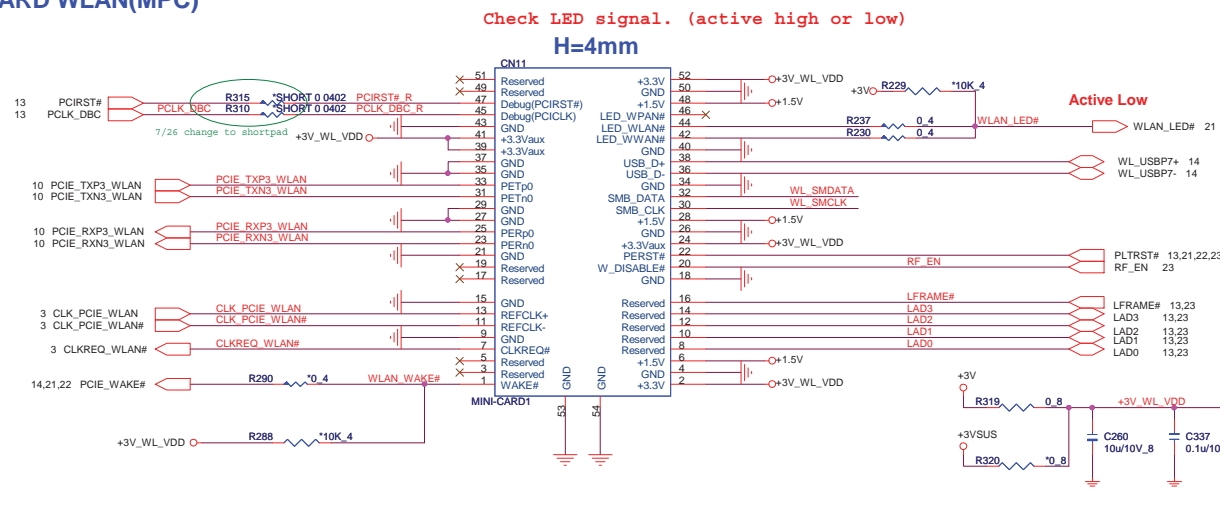 CARD WLAN(MPC)
Check LED signal. (active high or low)
H=4mm
CN11
51 Reserved +3.3V 52 +3V_WL_VDD
49 Reserved GND 50
13 PCIRST# R315 *SHORT 0 0402 PCIRST#_R 47 Debug(PCIRST#) +1.5V 48 +1.5V
13 PCLK_DBC PCLK_DBC R310 *SHORT 0 0402 PCLK_DBC_R 45 Debug(PCICLK) LED_WPAN# 46
+3V R229 *10K_4
Active Low
7/26 change to shortpad
43 GND LED_WLAN# 44 R237 0_4 WLAN_LED# WLAN_LED# 21
+3V_WL_VDD 41 +3.3Vaux LED_WWAN# 42 R230 0_4
39 +3.3Vaux GND 40
37 GND USB_D+ 38 WL_USBP7+ 14
35 GND USB_D- 36 WL_USBP7- 14
10 PCIE_TXP3_WLAN PCIE_TXP3_WLAN 33 PETp0 GND 34
10 PCIE_TXN3_WLAN PCIE_TXN3_WLAN 31 PETn0 SMB_DATA 32 WL_SMDATA
29 GND SMB_CLK 30 WL_SMCLK
27 GND +1.5V 28 +1.5V
10 PCIE_RXP3_WLAN PCIE_RXP3_WLAN 25 PERp0 GND 26
10 PCIE_RXN3_WLAN PCIE_RXN3_WLAN 23 PERn0 +3.3Vaux 24 +3V_WL_VDD
21 GND PERST# 22 PLTRST# 13,21,22,23
19 Reserved W_DISABLE# 20 RF_EN RF_EN 23
17 Reserved GND 18
15 GND Reserved 16 LFRAME# LFRAME# 13,23
3 CLK_PCIE_WLAN CLK_PCIE_WLAN 13 REFCLK+ Reserved 14 LAD3 LAD3 13,23
3 CLK_PCIE_WLAN# CLK_PCIE_WLAN# 11 REFCLK- Reserved 12 LAD2 LAD2 13,23
9 GND Reserved 10 LAD1 LAD1 13,23
3 CLKREQ_WLAN# CLKREQ_WLAN# 7 CLKREQ# Reserved 8 LAD0 LAD0 13,23
5 Reserved +1.5V 6 +1.5V
3 Reserved GND 4
14,21,22 PCIE_WAKE# R290 *0_4 WLAN_WAKE# 1 WAKE# +3.3V 2 +3V_WL_VDD
GND GND
MINI-CARD1
53 54
+3V_WL_VDD R288 *10K_4
+3V
R319 0_8 +3V_WL_VDD
+3VSUS
R320 *0_8
C260
10u/10V_8
C337
0.1u/10